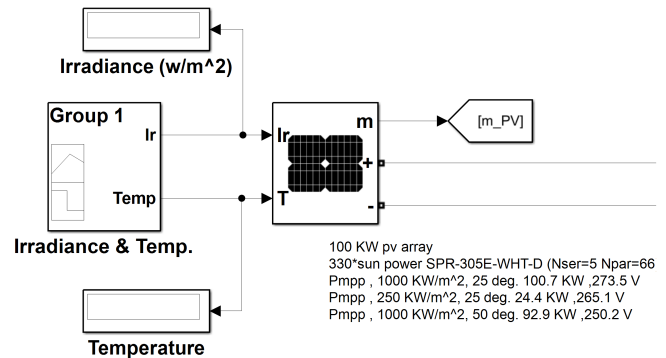 Irradiance (w/m^2)
Group 1
Ir
Temp
Irradiance & Temp.
Ir
T
m
+
-
[m_PV]
100 KW pv array
330*sun power SPR-305E-WHT-D (Nser=5 Npar=66
Pmpp , 1000 KW/m^2, 25 deg. 100.7 KW ,273.5 V
Pmpp , 250 KW/m^2, 25 deg. 24.4 KW ,265.1 V
Pmpp , 1000 KW/m^2, 50 deg. 92.9 KW ,250.2 V
Temperature